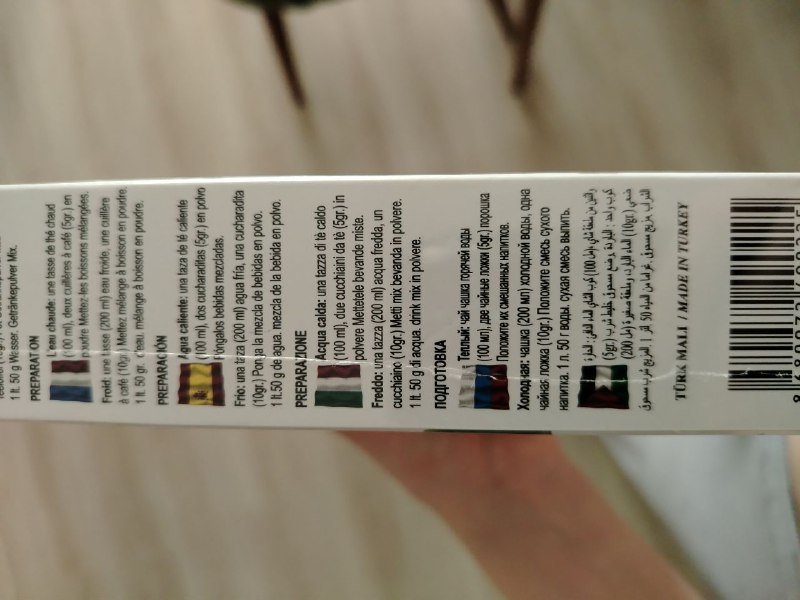 1 lt. 50 g Wesser. Getränkepulver Mix.
PREPARATION
L'eau chaude: une tasse de thé chaud
(100 ml), deux cuillères à café (5gr.) en
poudre Mettez les boissons mélangées.
Froid: une tasse (200 ml) eau froide, une cuillère
à café (10gr.) Mettez mélange à boisson en poudre.
1 lt. 50 gr. d'eau. mélange à boisson en poudre.
PREPARACIÓN
Agua caliente: una taza de té caliente
(100 ml), dos cucharaditas (5gr.) en polvo
Póngalos bebidas mezcladas.
Frio: una tzza (200 ml) agua fría, una cucharadita
(10gr.) Ponga la mezcla de bebidas en polvo.
1 lt.50 g de agua. mezcla de la bebida en polvo.
PREPARAZIONE
Acqua calda: una tazza di tè caldo
(100 ml), due cucchiaini da tè (5gr.) in
polvere Mettetele bevande miste.
Freddo: una tazza (200 ml) acqua fredda, un
cucchiaino (10gr.) Metti mix bevanda in polvere.
1 lt. 50 g di acqua. drink mix in polvere.
ПОДГОТОВКА
Теплый: чай чашка горячей воды
(100 мл), две чайные ложки (5gr) порошка
Положите их смешанных напитков.
Холодная: чашка (200 мл) холодной воды, одна
чайная ложка (10gr.) Положите смесь сухого
напитка. 1 л. 50 г воды. сухая смесь выпить.
TÜRK MALI / MADE IN TURKEY